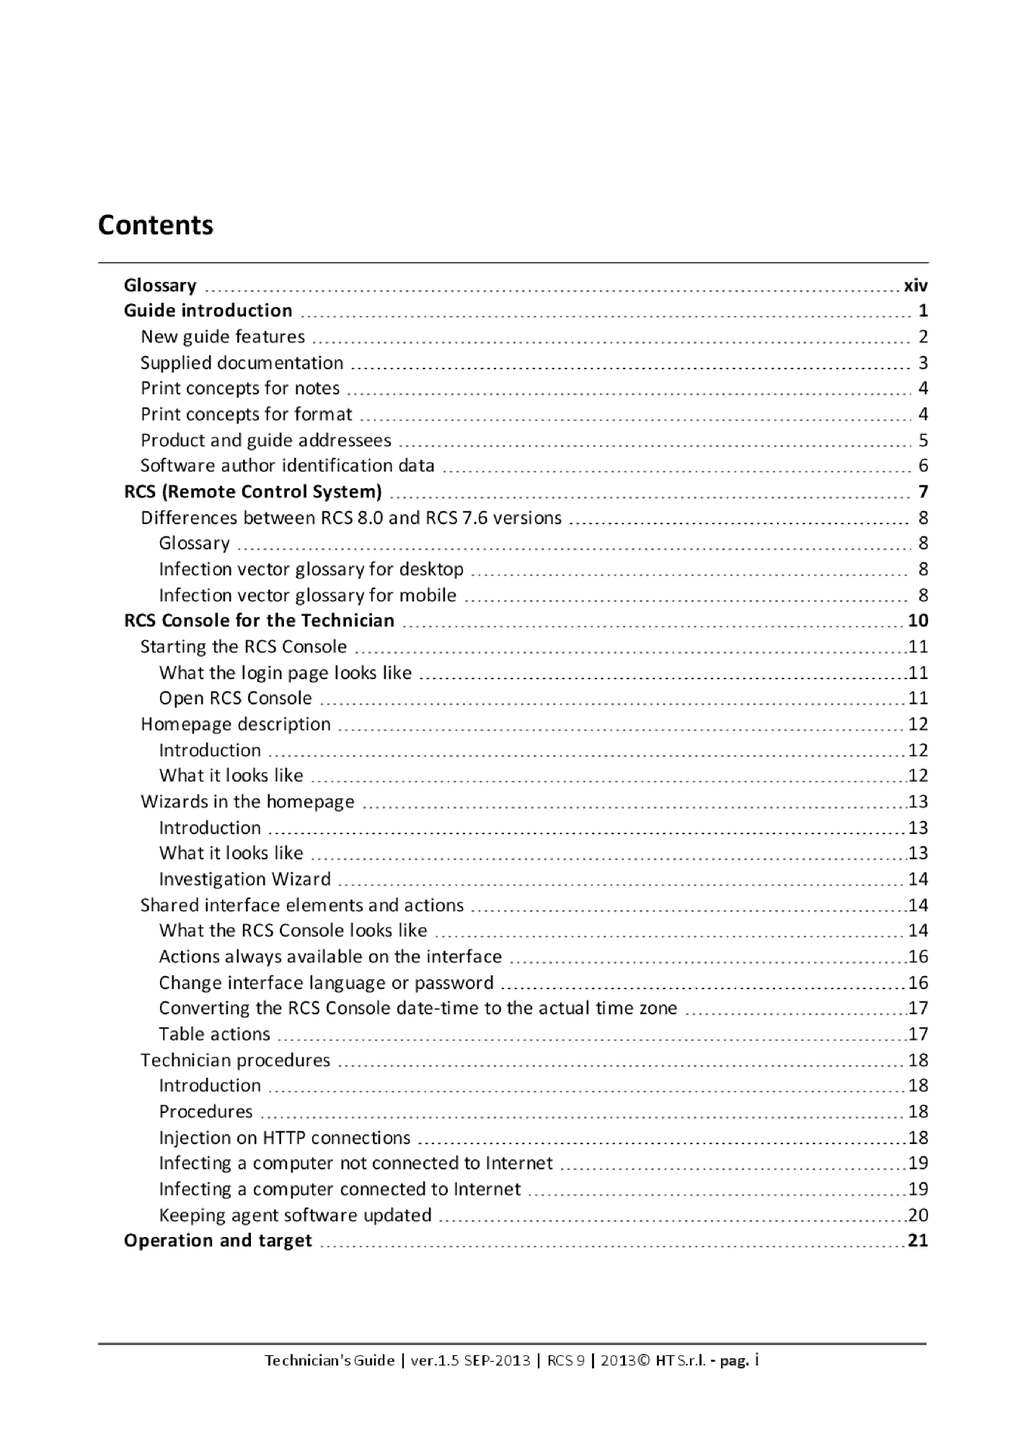 Contents
Glossary xiv
Guide introduction 1
New guide features 2
Supplied documentation 3
Print concepts for notes 4
Print concepts for format 4
Product and guide addressees 5
Software author identification data 6
RCS (Remote Control System) 7
Differences between RCS 8.0 and RCS 7.6 versions 8
Glossary 8
Infection vector glossary for desktop 8
Infection vector glossary for mobile 8
RCS Console for the Technician 10
Starting the RCS Console 11
What the login page looks like 11
Open RCS Console 11
Homepage description 12
Introduction 12
What it looks like 12
Wizards in the homepage 13
Introduction 13
What it looks like 13
Investigation Wizard 14
Shared interface elements and actions 14
What the RCS Console looks like 14
Actions always available on the interface 16
Change interface language or password 16
Converting the RCS Console date-time to the actual time zone 17
Table actions 17
Technician procedures 18
Introduction 18
Procedures 18
Injection on HTTP connections 18
Infecting a computer not connected to Internet 19
Infecting a computer connected to Internet 19
Keeping agent software updated 20
Operation and target 21
Technician's Guide | ver.1.5 SEP-2013 | RCS 9 | 2013© HT S.r.l. - pag. i